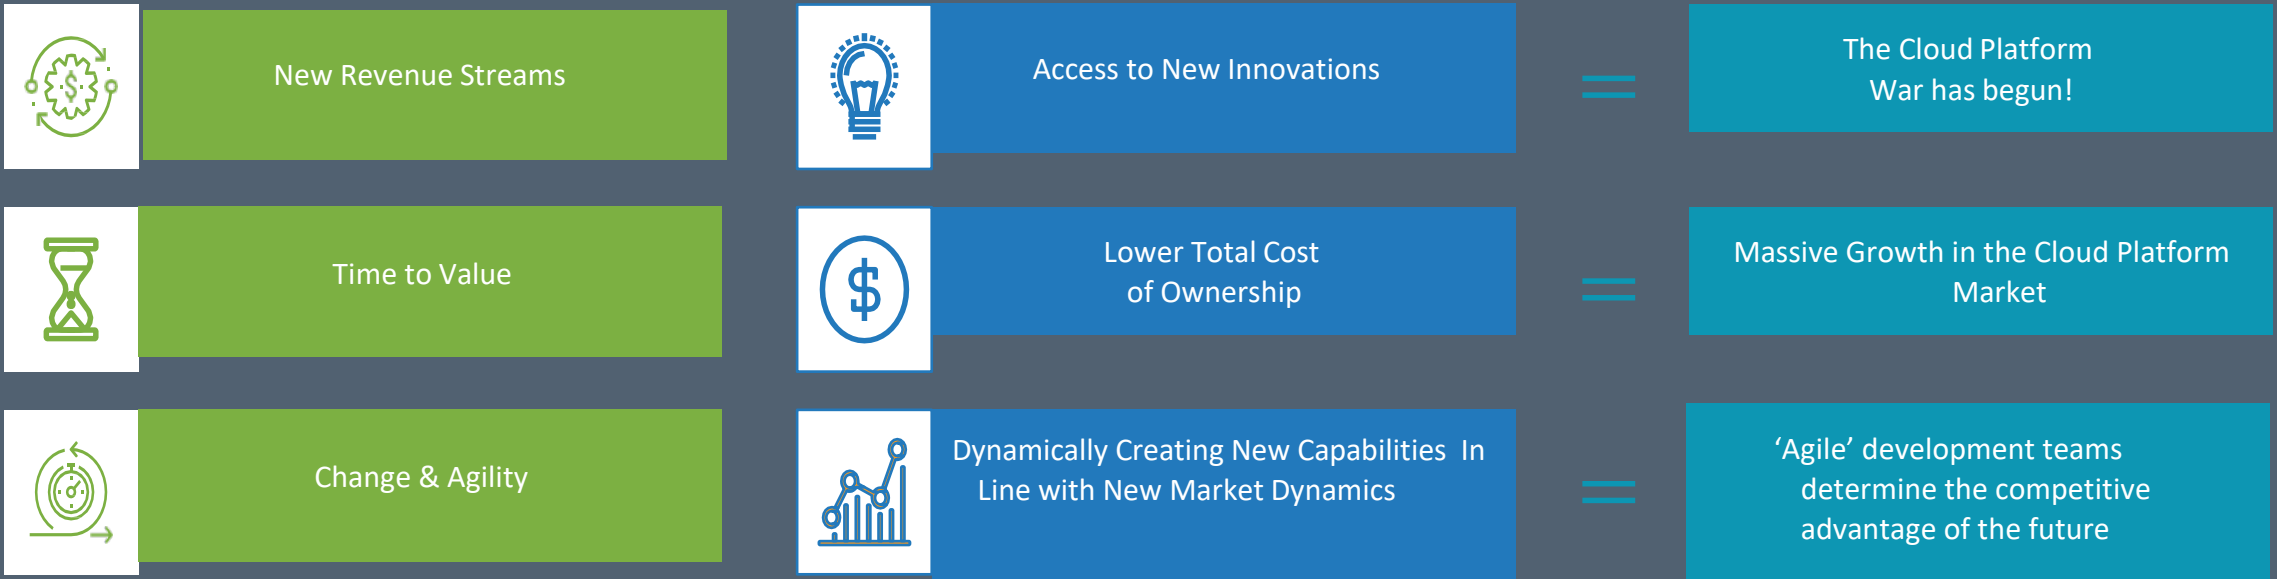 New Revenue Streams
Access to New Innovations
=
The Cloud Platform
War has begun!
Time to Value
Lower Total Cost
of Ownership
=
Massive Growth in the Cloud Platform
Market
Change & Agility
Dynamically Creating New Capabilities  In
Line with New Market Dynamics
=
‘Agile’ development teams
determine the competitive
advantage of the future